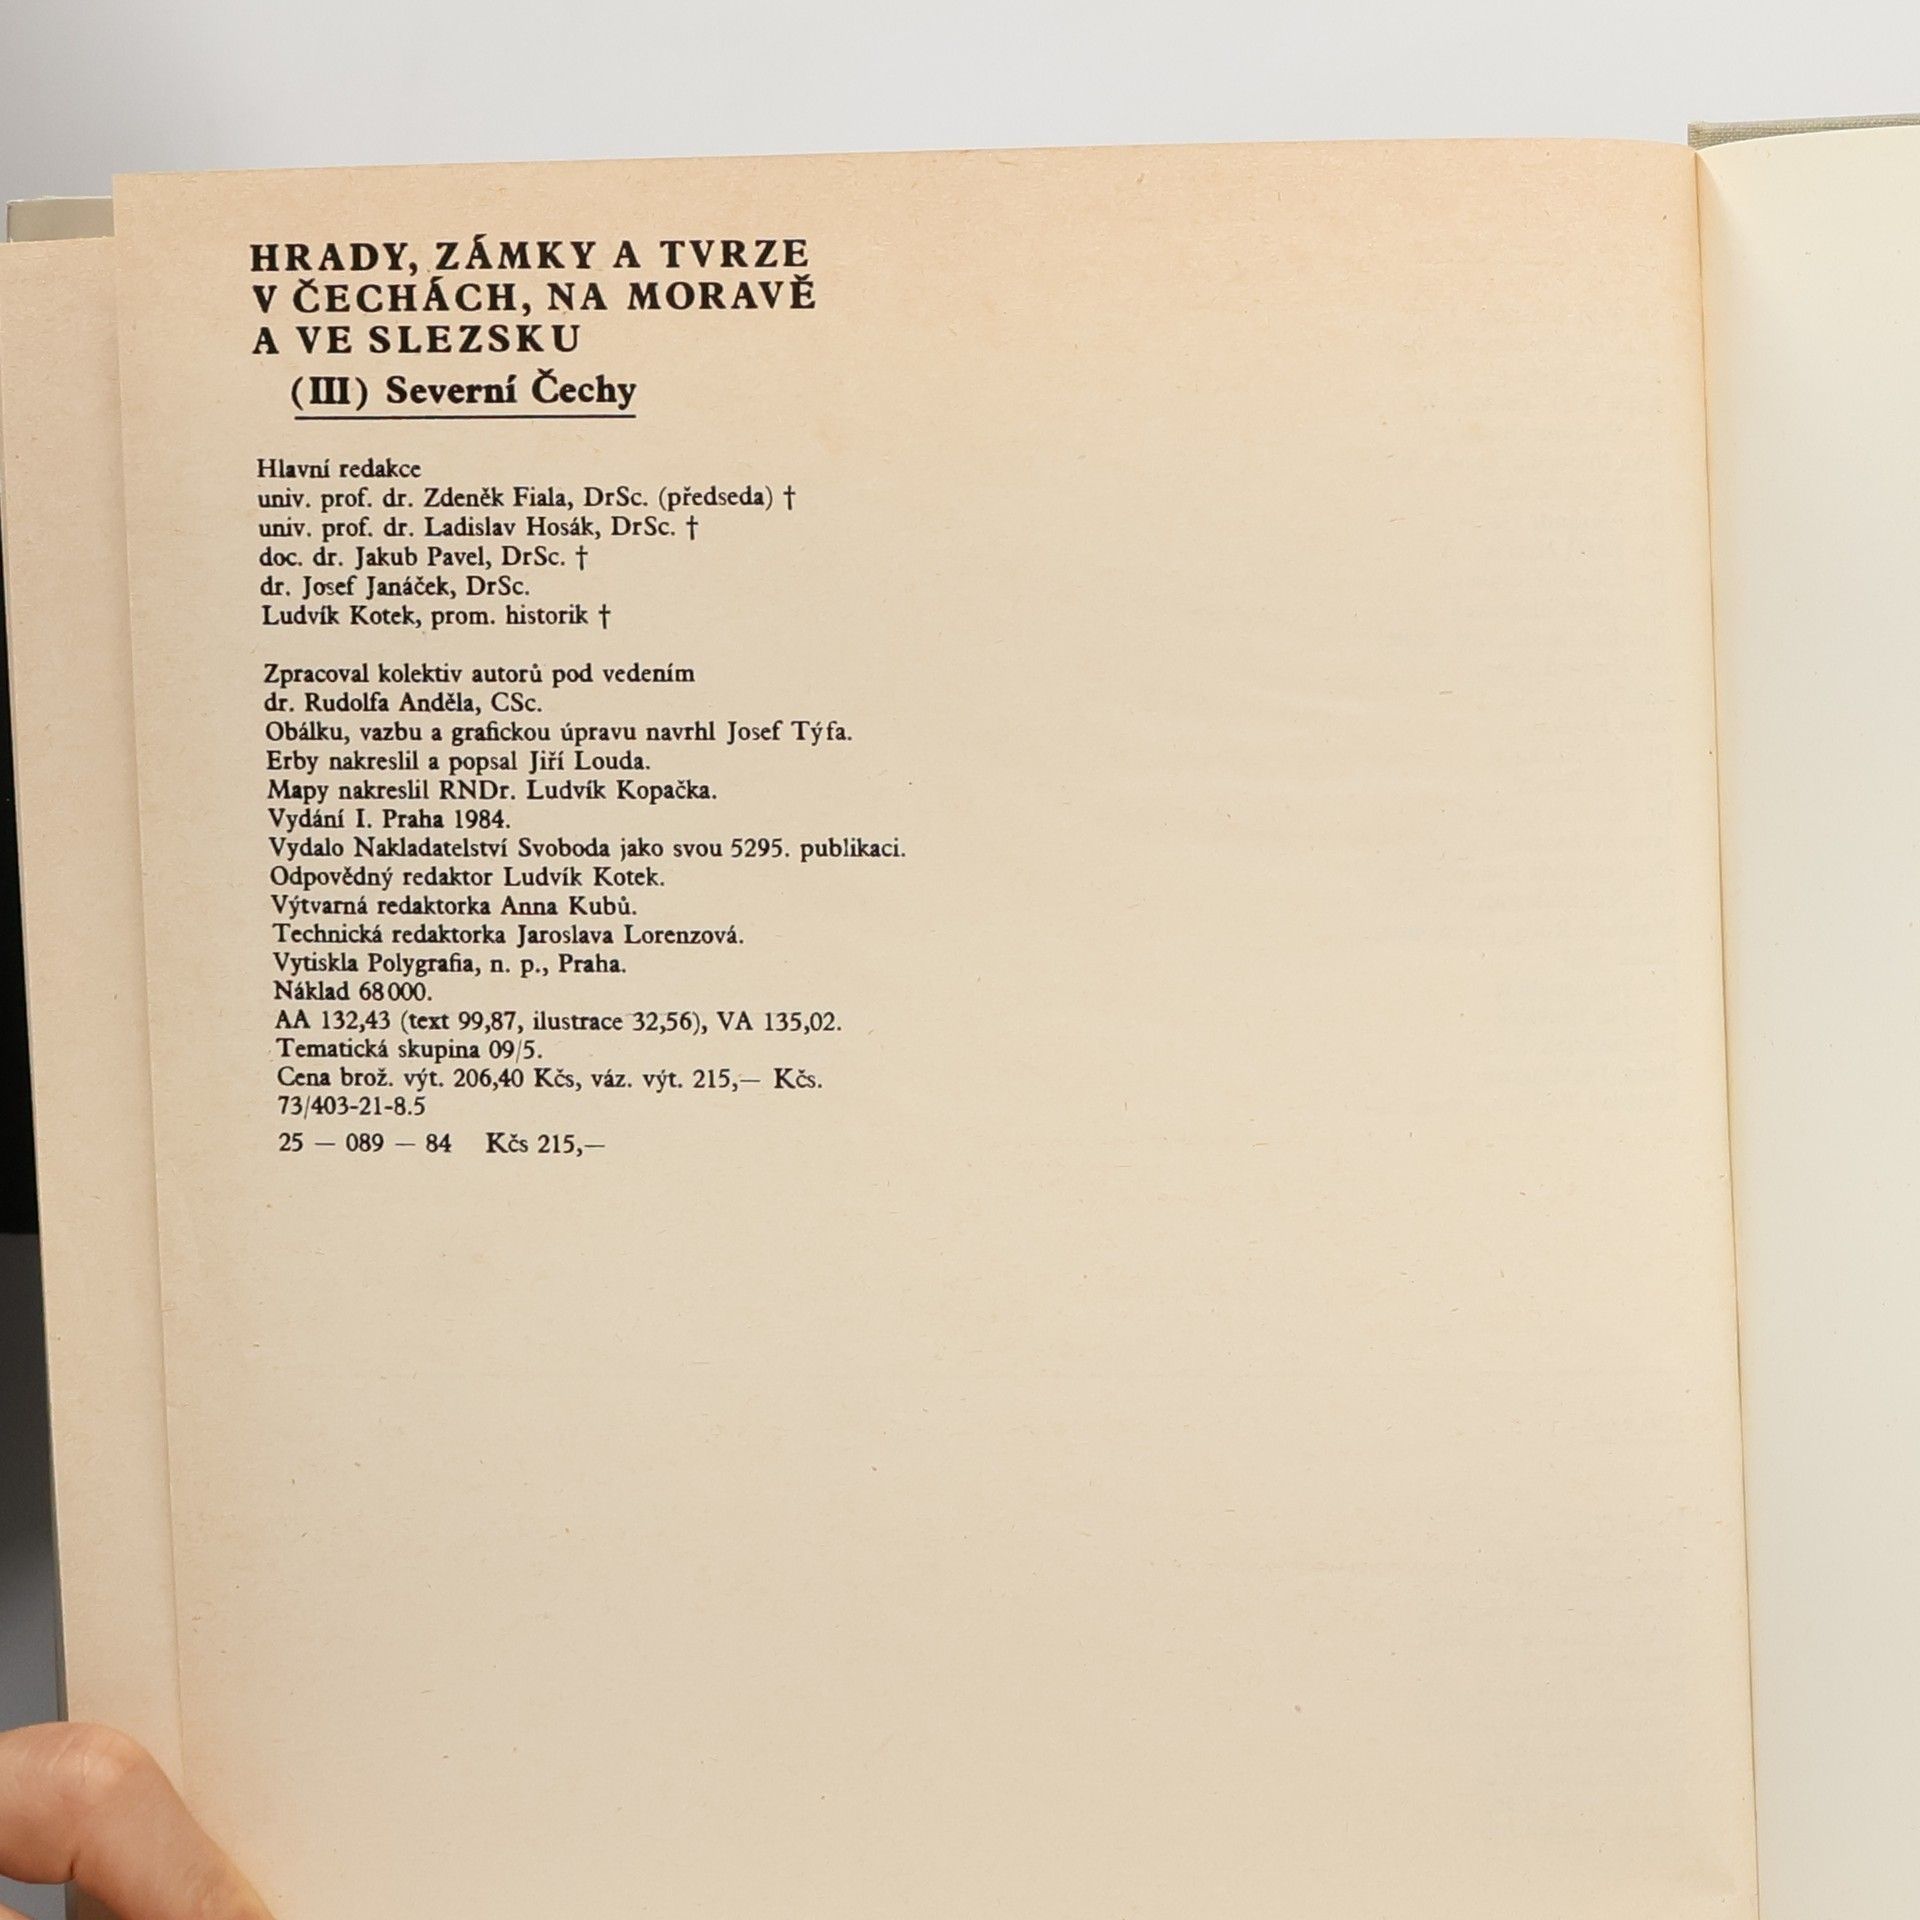 HRADY, ZÁMKY A TVRZE
V ČECHÁCH, NA MORAVĚ
A VE SLEZSKU
(III) Severní Čechy
Hlavní redakce
univ. prof. dr. Zdeněk Fiala, DrSc. (předseda) †
univ. prof. dr. Ladislav Hosák, DrSc. †
doc. dr. Jakub Pavel, DrSc. †
dr. Josef Janáček, DrSc.
Ludvík Kotek, prom. historik †
Zpracoval kolektiv autorů pod vedením
dr. Rudolfa Anděla, CSc.
Obálku, vazbu a grafickou úpravu navrhl Josef Týfa.
Erby nakreslil a popsal Jiří Louda.
Mapy nakreslil RNDr. Ludvík Kopačka.
Vydání I. Praha 1984.
Vydalo Nakladatelství Svoboda jako svou 5295. publikaci.
Odpovědný redaktor Ludvík Kotek.
Výtvarná redaktorka Anna Kubů.
Technická redaktorka Jaroslava Lorenzová.
Vytiskla Polygrafia, n. p., Praha.
Náklad 68 000.
AA 132,43 (text 99,87, ilustrace 32,56), VA 135,02.
Tematická skupina 09/5.
Cena brož. výt. 206,40 Kčs, váz. výt. 215,— Kčs.
73/403-21-8.5
25 — 089 — 84 Kčs 215,—